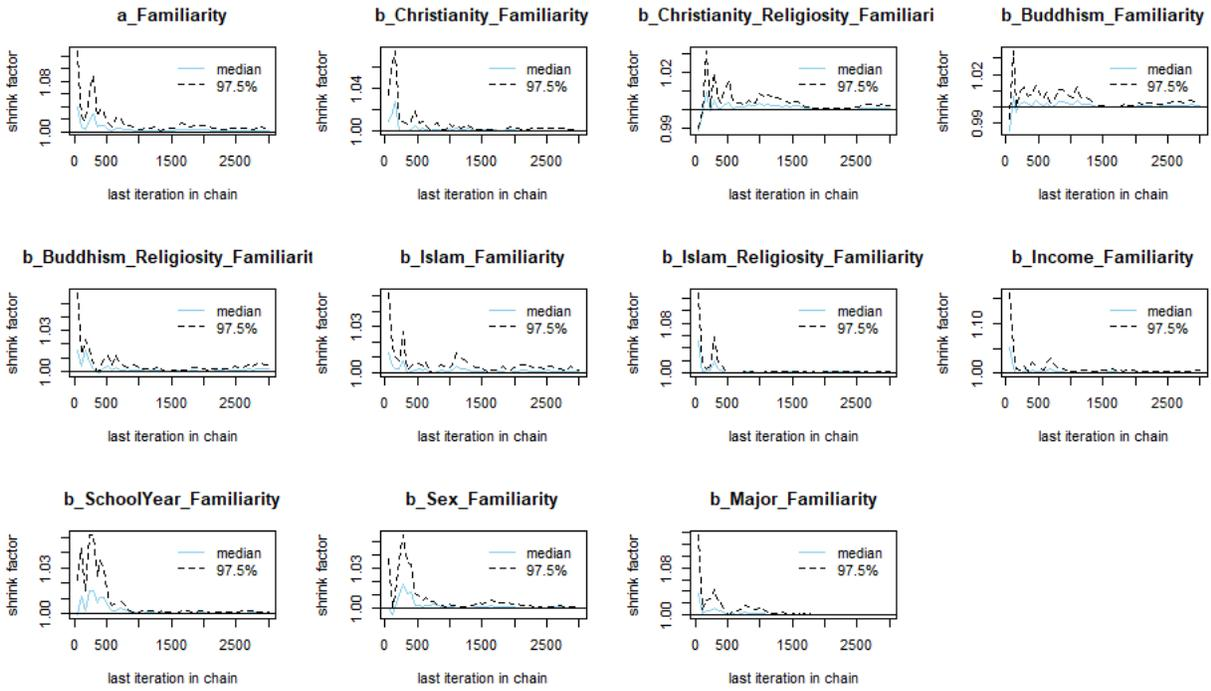 a_Familiarity
b_Christianity_Familiarity
b_Christianity_Religiosity_Familiari
b_Buddhism_Familiarity
shrink factor
1.00
1.08
median
97.5%
0
500
1500
2500
last iteration in chain
shrink factor
1.00
1.04
median
97.5%
0
500
1500
2500
last iteration in chain
shrink factor
0.99
1.02
median
97.5%
0
500
1500
2500
last iteration in chain
shrink factor
0.99
1.02
median
97.5%
0
500
1500
2500
last iteration in chain
b_Buddhism_Religiosity_Familiarit
b_Islam_Familiarity
b_Islam_Religiosity_Familiarity
b_Income_Familiarity
shrink factor
1.00
1.03
median
97.5%
0
500
1500
2500
last iteration in chain
shrink factor
1.00
1.03
median
97.5%
0
500
1500
2500
last iteration in chain
shrink factor
1.00
1.08
median
97.5%
0
500
1500
2500
last iteration in chain
shrink factor
1.00
1.10
median
97.5%
0
500
1500
2500
last iteration in chain
b_SchoolYear_Familiarity
b_Sex_Familiarity
b_Major_Familiarity
shrink factor
1.00
1.03
median
97.5%
0
500
1500
2500
last iteration in chain
shrink factor
1.00
1.03
median
97.5%
0
500
1500
2500
last iteration in chain
shrink factor
1.00
1.08
median
97.5%
0
500
1500
2500
last iteration in chain